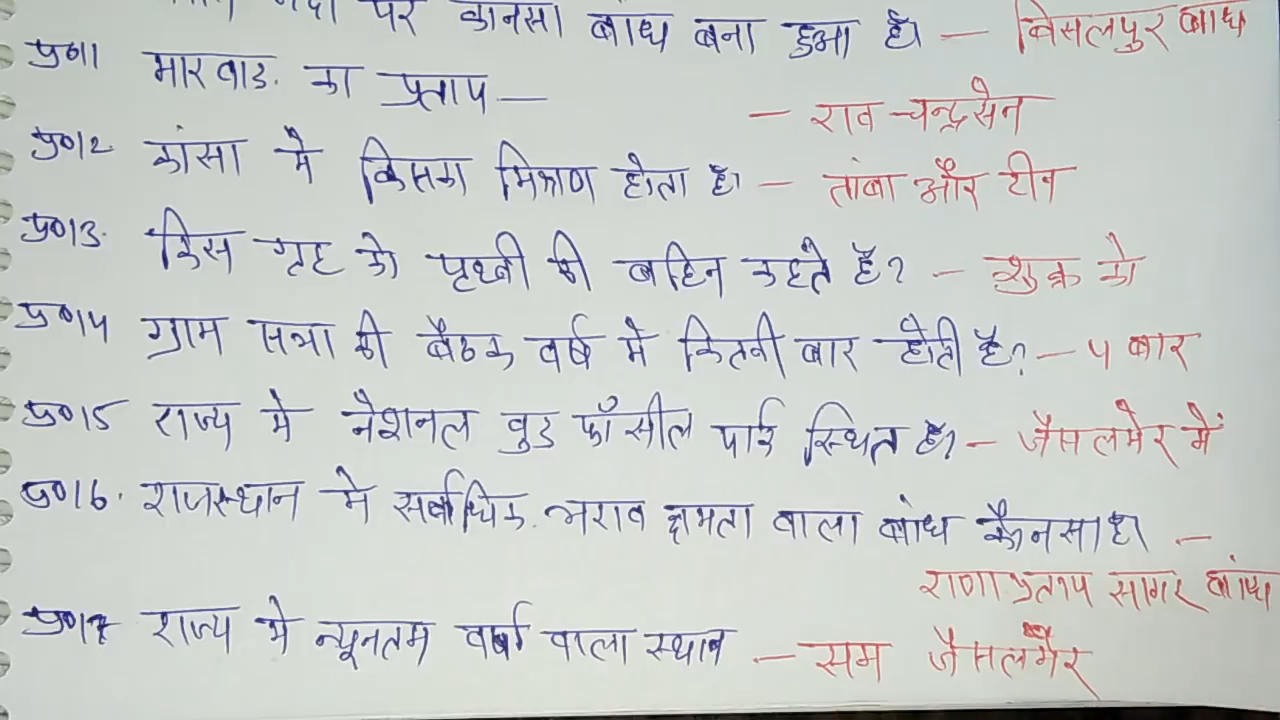 पर कौनसा बांध बना हुआ है। — बिसलपुर बांध
प्र011 मारवाड. का प्रताप — — राव चन्द्रसेन
प्र012 कांसा मे किसका मिश्रण होता है। — तांबा और टीन
प्र013. किस गृह को पृथ्वी की बहिन कहते है? — शुक्र को
प्र014 ग्राम सभा की बैठक वर्ष मे कितनी बार होती है? — 4 बार
प्र015 राज्य मे नेशनल वुड फॉसील पार्क स्थित है। — जैसलमेर में
प्र016. राजस्थान मे सर्वाधिक. भराव क्षमता वाला बांध कौनसा है। —
राणाप्रताप सागर बांध
प्र017 राज्य मे न्यूनतम वर्षा वाला स्थान — सम जैसलमेर